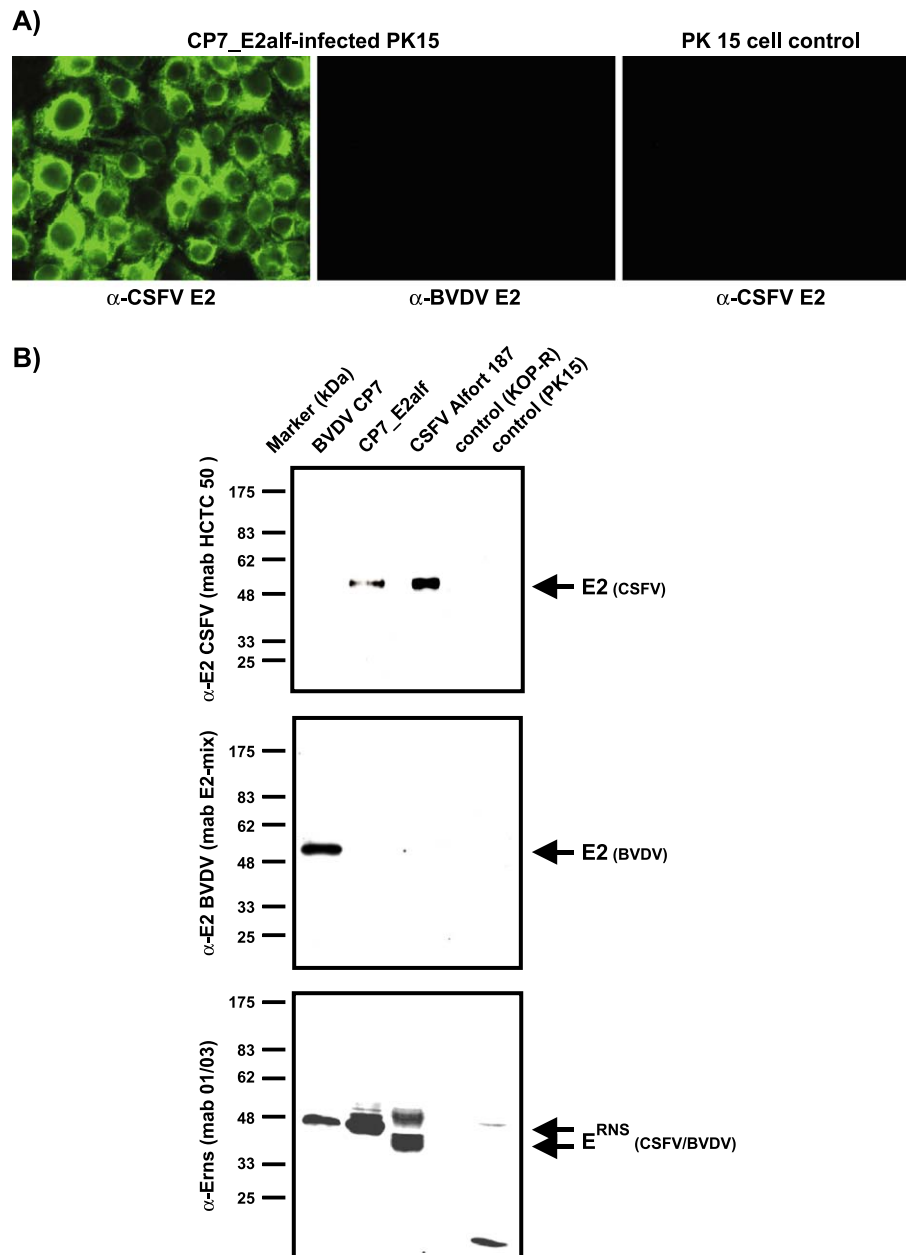 A)
CP7_E2alf-infected PK15
PK 15 cell control
α-CSFV E2
α-BVDV E2
α-CSFV E2
B)
Marker (kDa)
BVDV CP7
CP7_E2alf
CSFV Alfort 187
control (KOP-R)
control (PK15)
α-E2 CSFV (mab HCTC 50 )
175
83
62
48
33
25
E2 (CSFV)
α-E2 BVDV (mab E2-mix)
175
83
62
48
33
25
E2 (BVDV)
α-Erns (mab 01/03)
175
83
62
48
33
25
E^RNS (CSFV/BVDV)